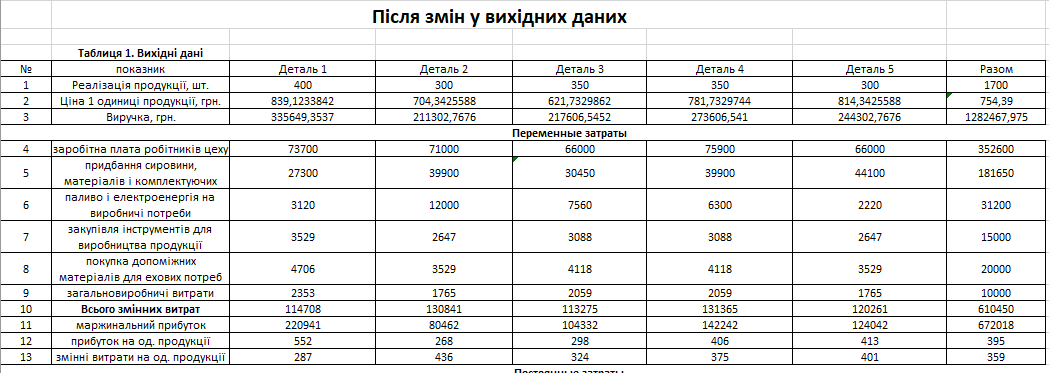 Після змін у вихідних даних
Таблиця 1. Вихідні дані
№ показник Деталь 1 Деталь 2 Деталь 3 Деталь 4 Деталь 5 Разом
1 Реалізація продукції, шт. 400 300 350 350 300 1700
2 Ціна 1 одиниці продукції, грн. 839,1233842 704,3425588 621,7329862 781,7329744 814,3425588 754,39
3 Виручка, грн. 335649,3537 211302,7676 217606,5452 273606,541 244302,7676 1282467,975
Переменные затраты
4 заробітна плата робітників цеху 73700 71000 66000 75900 66000 352600
5 придбання сировини,
матеріалів і комплектуючих 27300 39900 30450 39900 44100 181650
6 паливо і електроенергія на
виробничі потреби 3120 12000 7560 6300 2220 31200
7 закупівля інструментів для
виробництва продукції 3529 2647 3088 3088 2647 15000
8 покупка допоміжних
матеріалів для ехових потреб 4706 3529 4118 4118 3529 20000
9 загальновиробничі витрати 2353 1765 2059 2059 1765 10000
10 Всього змінних витрат 114708 130841 113275 131365 120261 610450
11 маржинальний прибуток 220941 80462 104332 142242 124042 672018
12 прибуток на од. продукції 552 268 298 406 413 395
13 змінні витрати на од. продукції 287 436 324 375 401 359
Постоянные затраты